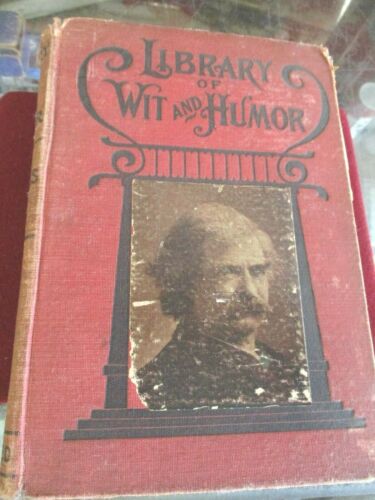 LIBRARY
OF
WIT AND HUMOR